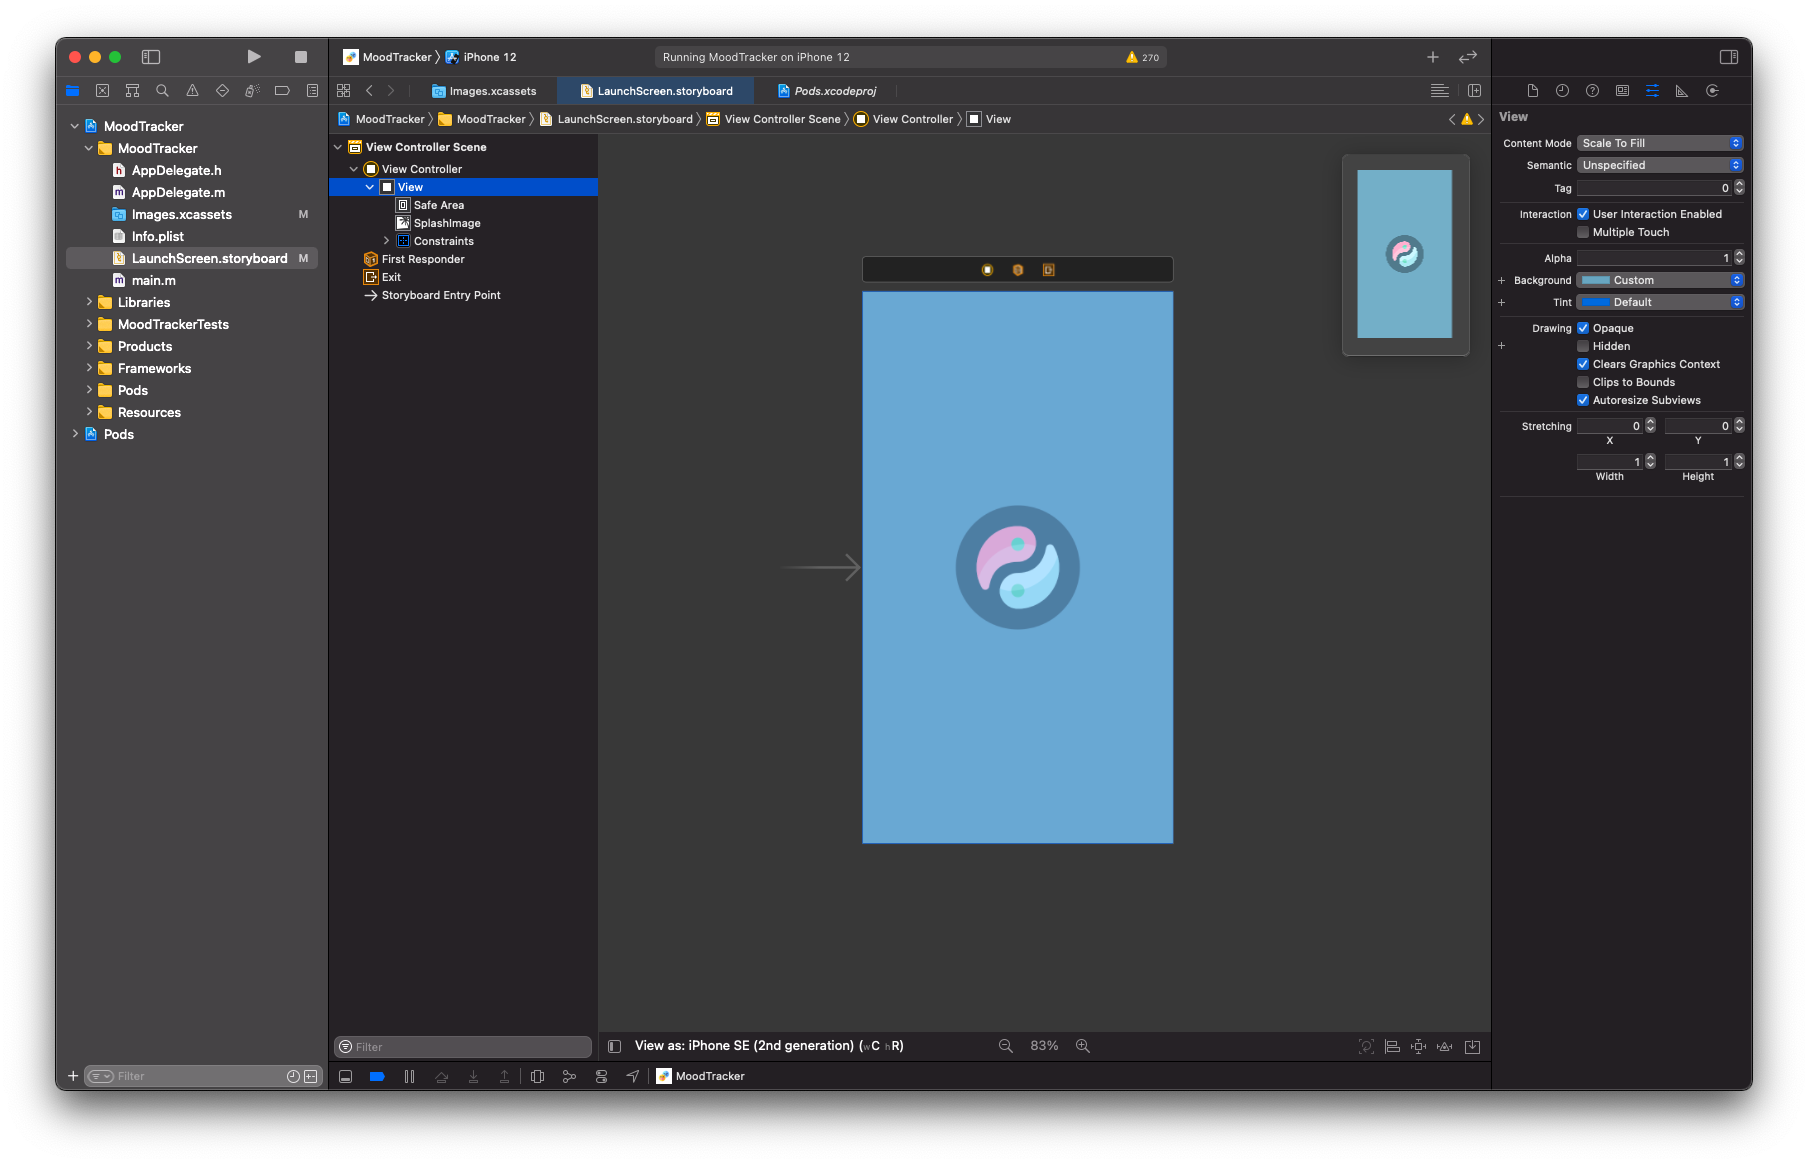 MoodTracker
iPhone 12
Running MoodTracker on iPhone 12
270
Images.xcassets
LaunchScreen.storyboard
Pods.xcodeproj
MoodTracker
MoodTracker
LaunchScreen.storyboard
View Controller Scene
View Controller
View
MoodTracker
MoodTracker
AppDelegate.h
AppDelegate.m
Images.xcassets M
Info.plist
LaunchScreen.storyboard M
main.m
Libraries
MoodTrackerTests
Products
Frameworks
Pods
Resources
Pods
Filter
View Controller Scene
View Controller
View
Safe Area
SplashImage
Constraints
First Responder
Exit
Storyboard Entry Point
Filter
View as: iPhone SE (2nd generation) (wC hR)
83%
MoodTracker
View
Content Mode Scale To Fill
Semantic Unspecified
Tag 0
Interaction User Interaction Enabled
Multiple Touch
Alpha 1
Background Custom
Tint Default
Drawing Opaque
Hidden
Clears Graphics Context
Clips to Bounds
Autoresize Subviews
Stretching 0 0
X Y
1 1
Width Height